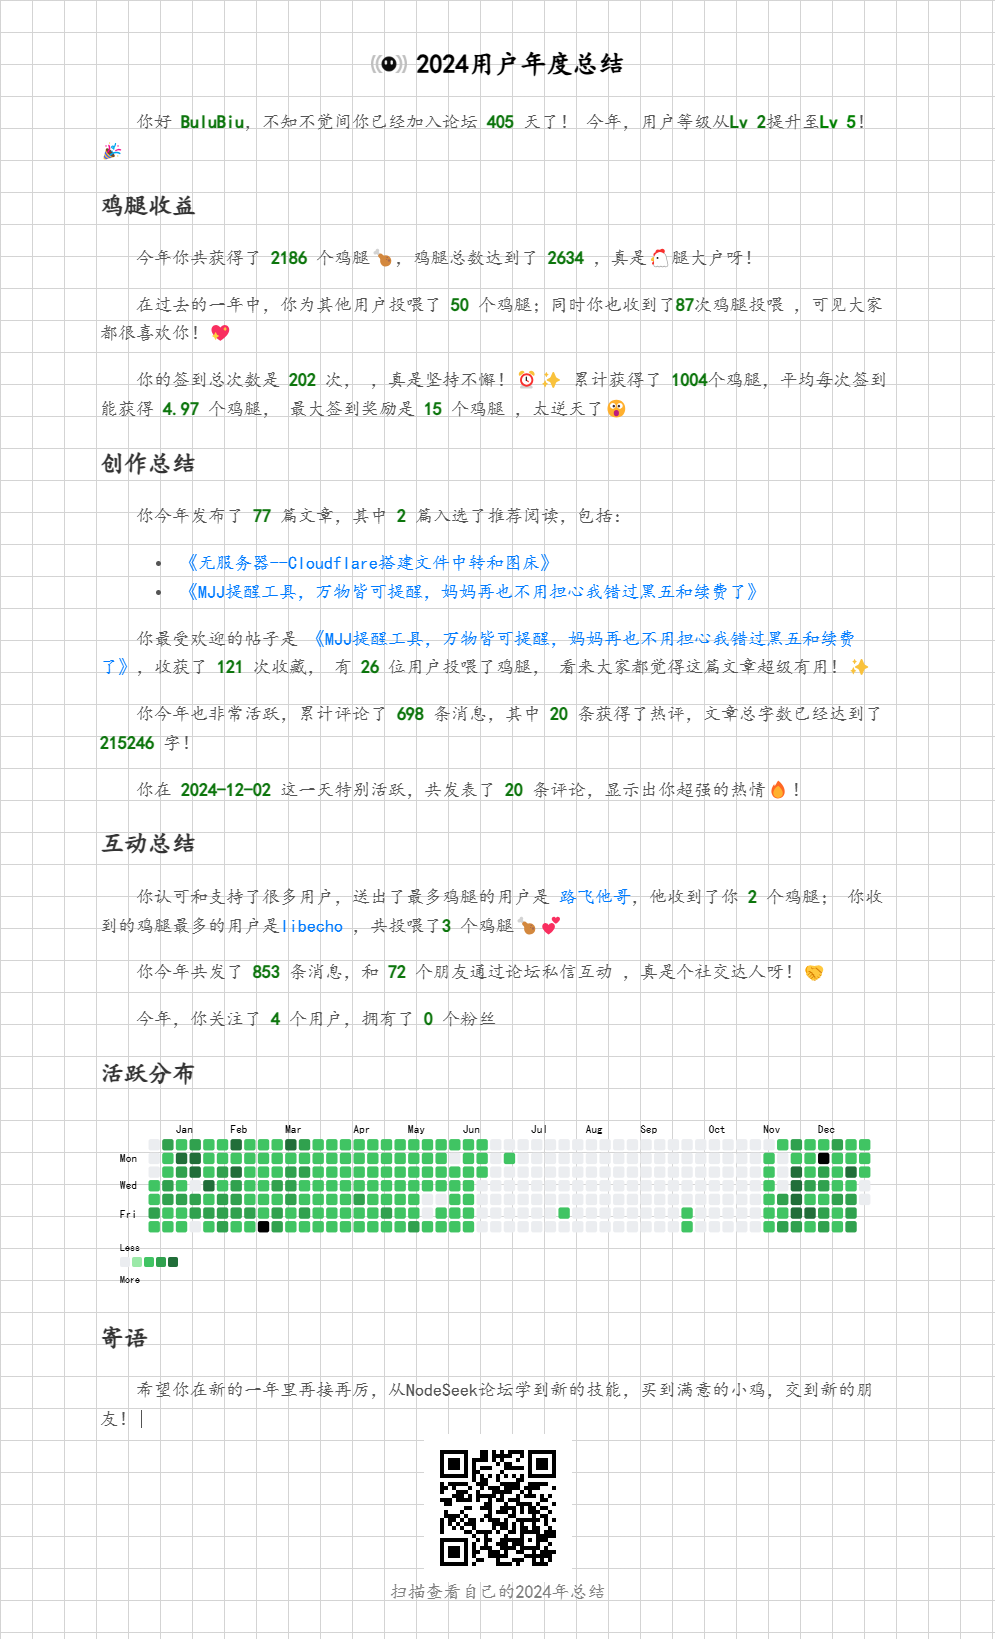 2024用户年度总结
你好 BuluBiu，不知不觉间你已经加入论坛 405 天了！ 今年，用户等级从Lv 2提升至Lv 5！
🎉
鸡腿收益
今年你共获得了 2186 个鸡腿🍗，鸡腿总数达到了 2634 ，真是🐔腿大户呀！
在过去的一年中，你为其他用户投喂了 50 个鸡腿；同时你也收到了87次鸡腿投喂 ，可见大家
都很喜欢你！💖
你的签到总次数是 202 次， ，真是坚持不懈！⏰✨ 累计获得了 1004个鸡腿，平均每次签到
能获得 4.97 个鸡腿， 最大签到奖励是 15 个鸡腿 ，太逆天了😱
创作总结
你今年发布了 77 篇文章，其中 2 篇入选了推荐阅读，包括：
• 《无服务器--Cloudflare搭建文件中转和图床》
• 《MJJ提醒工具，万物皆可提醒，妈妈再也不用担心我错过黑五和续费了》
你最受欢迎的帖子是 《MJJ提醒工具，万物皆可提醒，妈妈再也不用担心我错过黑五和续费
了》，收获了 121 次收藏， 有 26 位用户投喂了鸡腿， 看来大家都觉得这篇文章超级有用！✨
你今年也非常活跃，累计评论了 698 条消息，其中 20 条获得了热评，文章总字数已经达到了
215246 字！
你在 2024-12-02 这一天特别活跃，共发表了 20 条评论，显示出你超强的热情🔥！
互动总结
你认可和支持了很多用户，送出了最多鸡腿的用户是 路飞他哥，他收到了你 2 个鸡腿； 你收
到的鸡腿最多的用户是libecho ，共投喂了3 个鸡腿🍗💕
你今年共发了 853 条消息，和 72 个朋友通过论坛私信互动 ，真是个社交达人呀！🤝
今年，你关注了 4 个用户，拥有了 0 个粉丝
活跃分布
Jan Feb Mar Apr May Jun Jul Aug Sep Oct Nov Dec
Mon
Wed
Fri
Less
More
寄语
希望你在新的一年里再接再厉，从NodeSeek论坛学到新的技能，买到满意的小鸡，交到新的朋
友！|
扫描查看自己的2024年总结